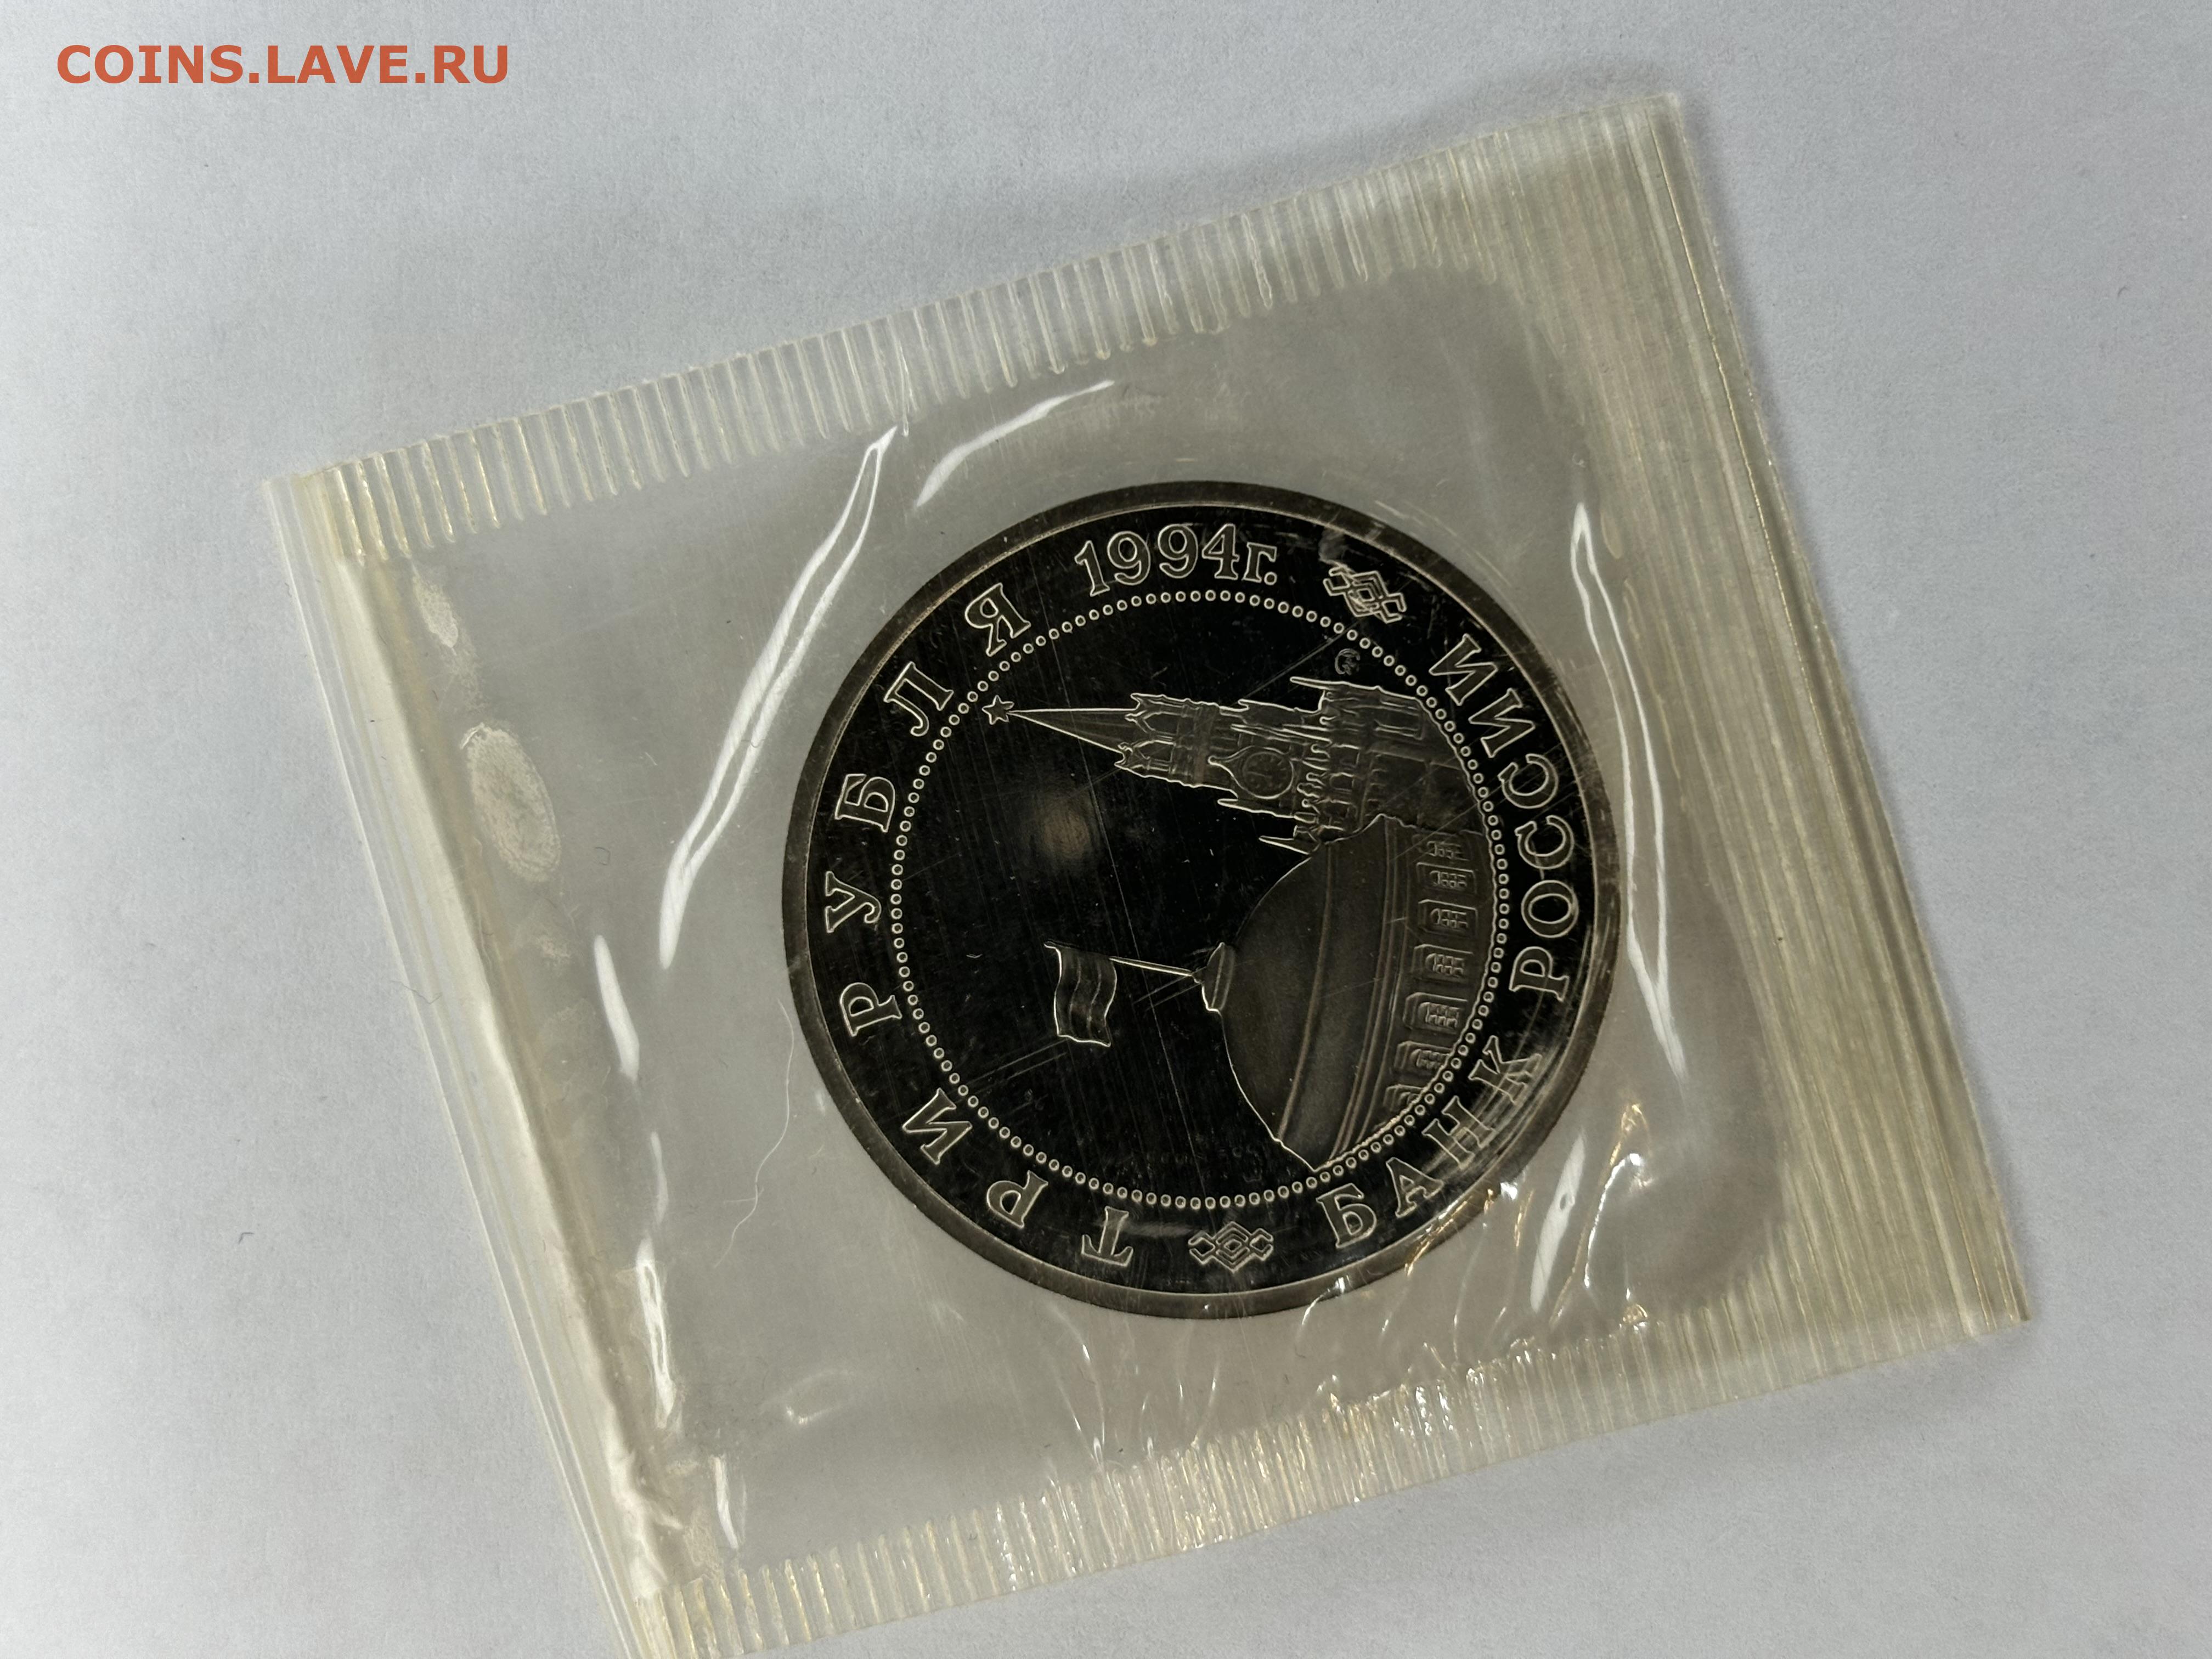 COINS.LAVE.RU
ТРИ РУБЛЯ 1994г.
БАНК РОССИИ